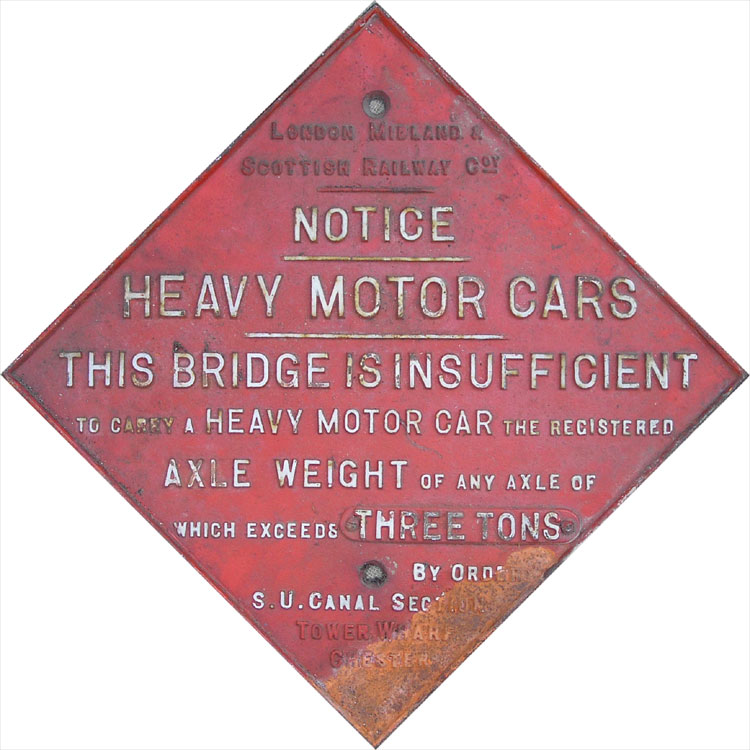 LONDON MIDLAND &
SCOTTISH RAILWAY COY
NOTICE
HEAVY MOTOR CARS
THIS BRIDGE IS INSUFFICIENT
TO CARRY A HEAVY MOTOR CAR THE REGISTERED
AXLE WEIGHT OF ANY AXLE OF
WHICH EXCEEDS THREE TONS
BY ORDER
S.U. CANAL SECTION
TOWER WHARF
CHESTER